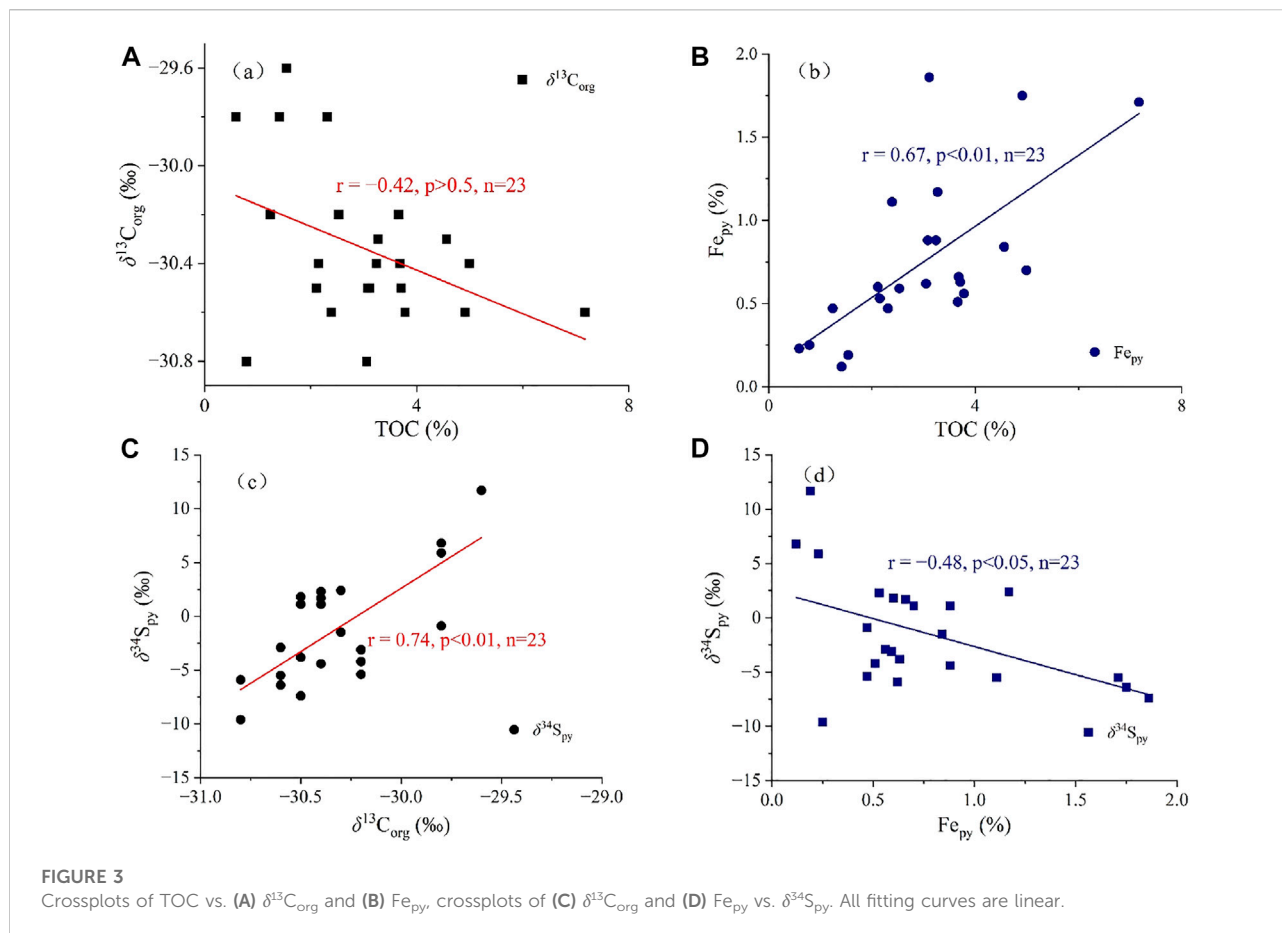 A
(a)
δ¹³Corg
−29.6
−30.0
−30.4
−30.8
δ¹³Corg (‰)
r = −0.42, p>0.5, n=23
0
4
8
TOC (%)
B
(b)
2.0
1.5
1.0
0.5
0.0
Fepy (%)
r = 0.67, p<0.01, n=23
Fepy
0
4
8
TOC (%)
C
(c)
15
10
5
0
−5
−10
−15
δ³⁴Spy (‰)
r = 0.74, p<0.01, n=23
δ³⁴Spy
−31.0
−30.5
−30.0
−29.5
−29.0
δ¹³Corg (‰)
D
(d)
15
10
5
0
−5
−10
−15
δ³⁴Spy (‰)
r = −0.48, p<0.05, n=23
δ³⁴Spy
0.0
0.5
1.0
1.5
2.0
Fepy (%)
FIGURE 3
Crossplots of TOC vs. (A) δ¹³Corg and (B) Fepy, crossplots of (C) δ¹³Corg and (D) Fepy vs. δ³⁴Spy. All fitting curves are linear.